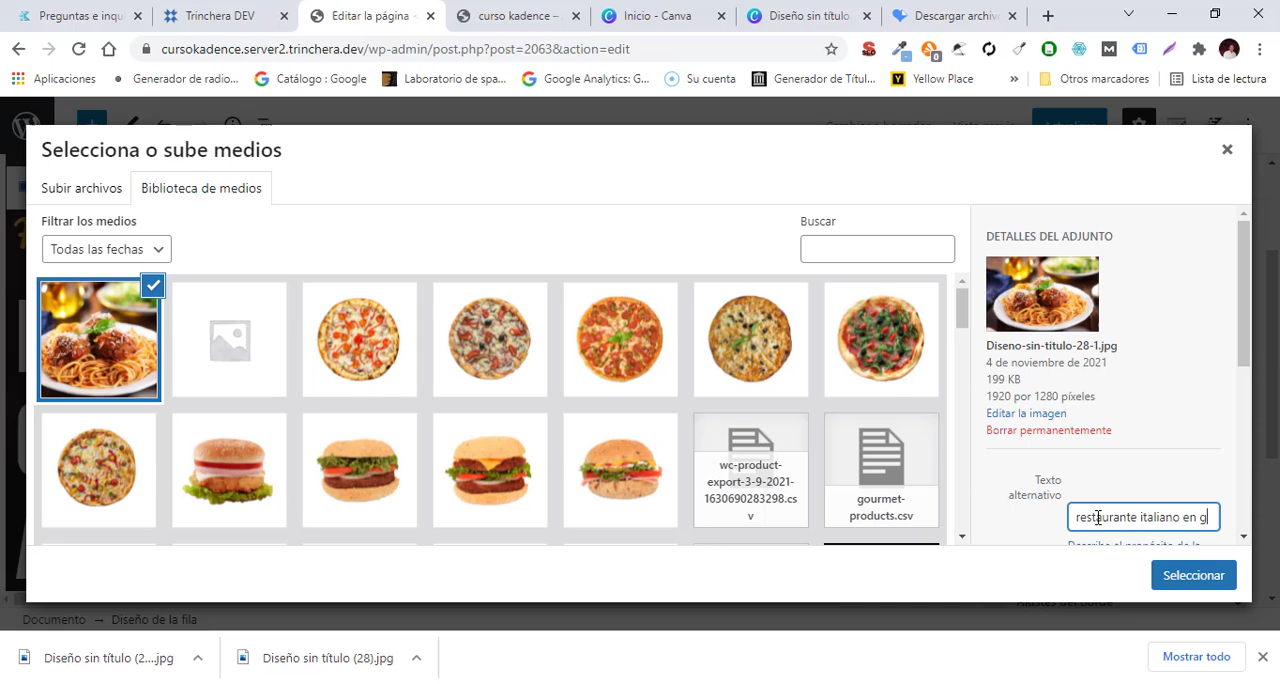 Preguntas e inqu
Trinchera DEV
Editar la página
curso kadence –
Inicio - Canva
Diseño sin título
Descargar archiv
cursokadence.server2.trinchera.dev/wp-admin/post.php?post=2063&action=edit
Aplicaciones
Generador de radio...
Catálogo : Google
Laboratorio de spa...
Google Analytics: G...
Su cuenta
Generador de Títul...
Yellow Place
»
Otros marcadores
Lista de lectura
Selecciona o sube medios
Subir archivos
Biblioteca de medios
Filtrar los medios
Todas las fechas
Buscar
DETALLES DEL ADJUNTO
Diseno-sin-titulo-28-1.jpg
4 de noviembre de 2021
199 KB
1920 por 1280 píxeles
Editar la imagen
Borrar permanentemente
Texto
alternativo
restaurante italiano en g
wc-product-
export-3-9-2021-
1630690283298.cs
v
gourmet-
products.csv
Seleccionar
Documento → Diseño de la fila
Diseño sin título (2....jpg
Diseño sin título (28).jpg
Mostrar todo